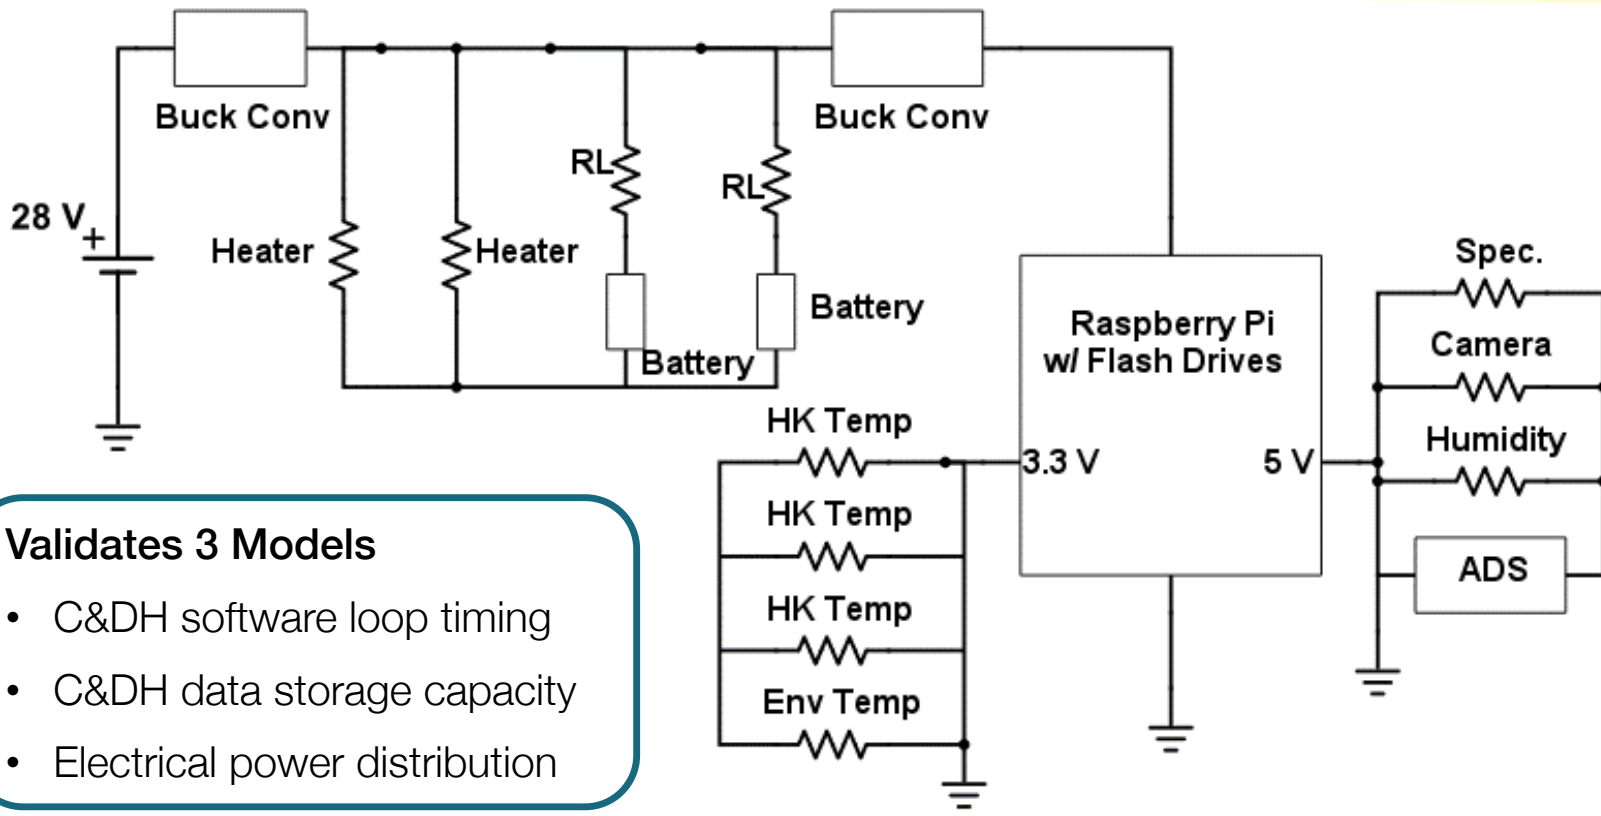 Buck Conv
Buck Conv
RL
RL
28 V
+
Heater
Heater
Battery
Battery
Raspberry Pi
w/ Flash Drives
3.3 V
5 V
Spec.
Camera
Humidity
ADS
HK Temp
HK Temp
HK Temp
Env Temp
Validates 3 Models
• C&DH software loop timing
• C&DH data storage capacity
• Electrical power distribution